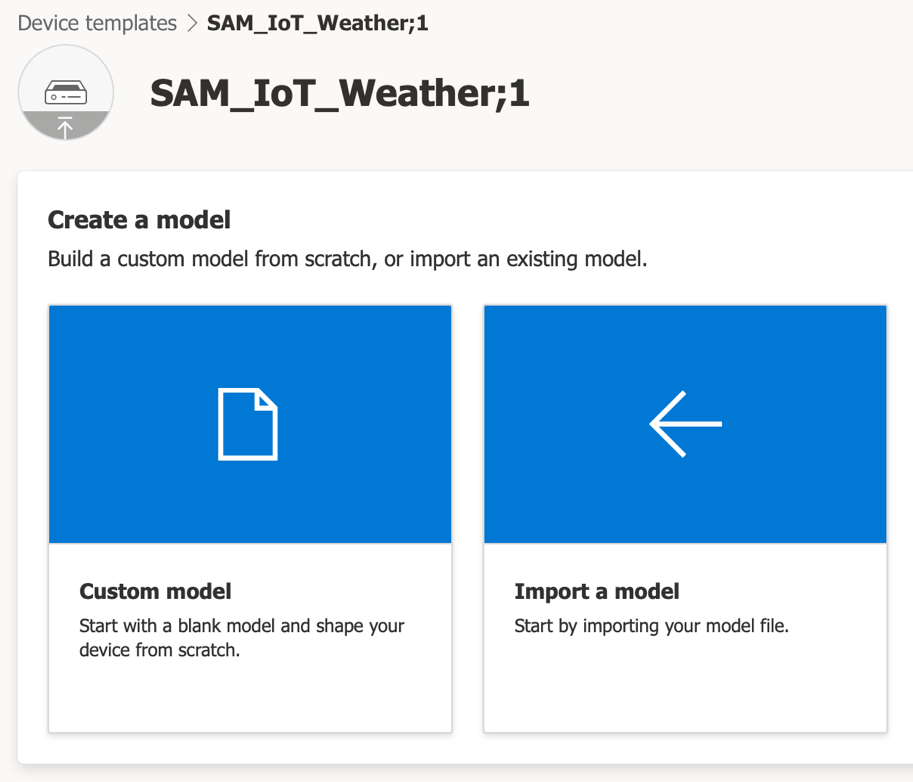 Device templates > SAM_IoT_Weather;1
SAM_IoT_Weather;1
Create a model
Build a custom model from scratch, or import an existing model.
Custom model
Start with a blank model and shape your
device from scratch.
Import a model
Start by importing your model file.